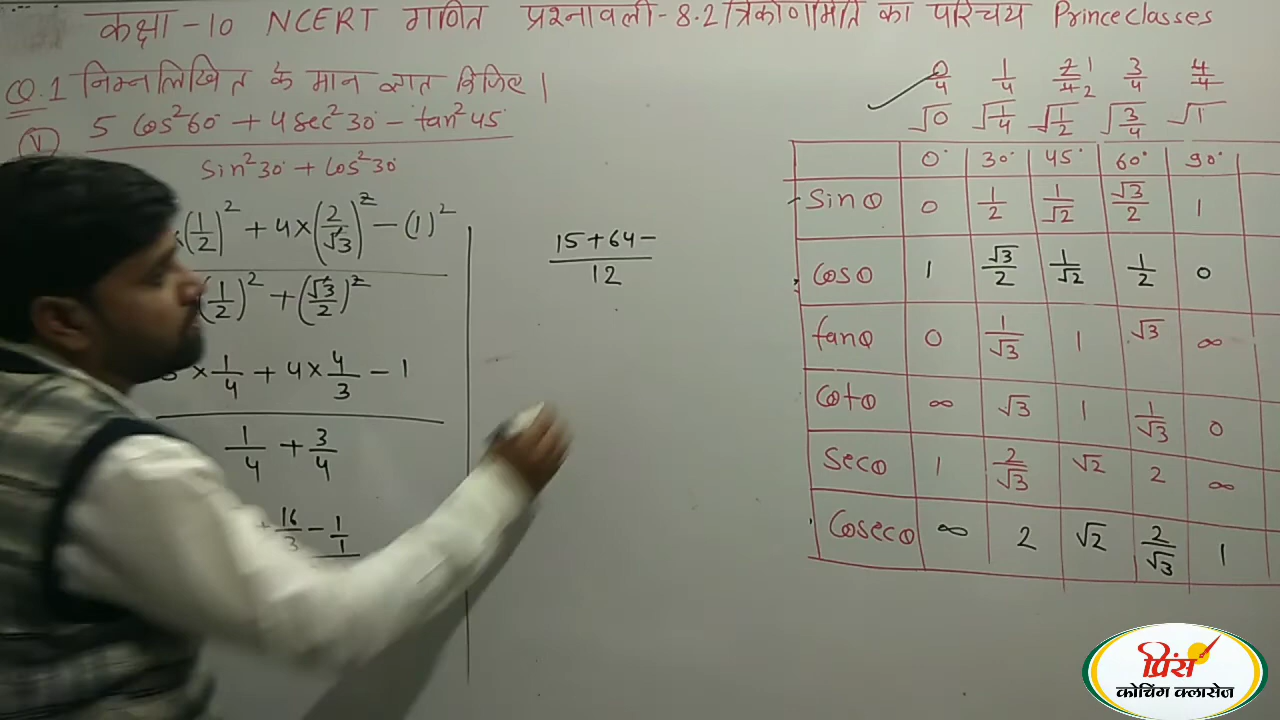 कक्षा -10 NCERT गणित प्रश्नावली-8.2 त्रिकोणमिति का परिचय Prince classes
Q.1 निम्नलिखित के मान ज्ञात किजिए।
(v) 5 Cos²60° + 4 sec²30° - tan²45°
Sin²30° + Cos²30°
×(1/2)² + 4×(2/√3)² - (1)²
(1/2)² + (√3/2)²
× 1/4 + 4× 4/3 - 1
1/4 + 3/4
16/3 - 1/1
15+64-
12
0/4 1/4 2/4 1 2 3/4 4/4
√0 √1/4 √1/2 √3/4 √1
0° 30° 45° 60° 90°
Sinθ 0 1/2 1/√2 √3/2 1
Cosθ 1 √3/2 1/√2 1/2 0
tanθ 0 1/√3 1 √3 ∞
Cotθ ∞ √3 1 1/√3 0
Secθ 1 2/√3 √2 2 ∞
Cosecθ ∞ 2 √2 2/√3 1
प्रिंस
कोचिंग क्लासेज